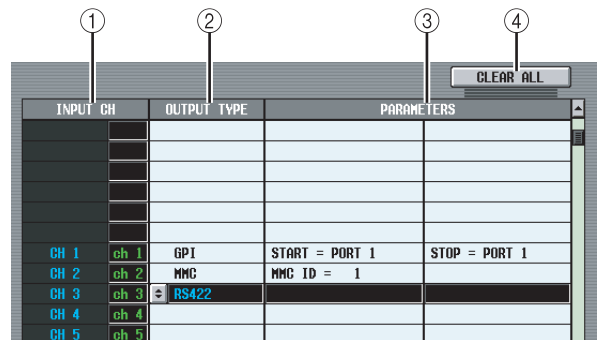 1 2 3 4
CLEAR ALL
INPUT CH OUTPUT TYPE PARAMETERS
CH 1 ch 1 GPI START = PORT 1 STOP = PORT 1
CH 2 ch 2 MMC MMC ID = 1
CH 3 ch 3 RS422
CH 4 ch 4
CH 5 ch 5